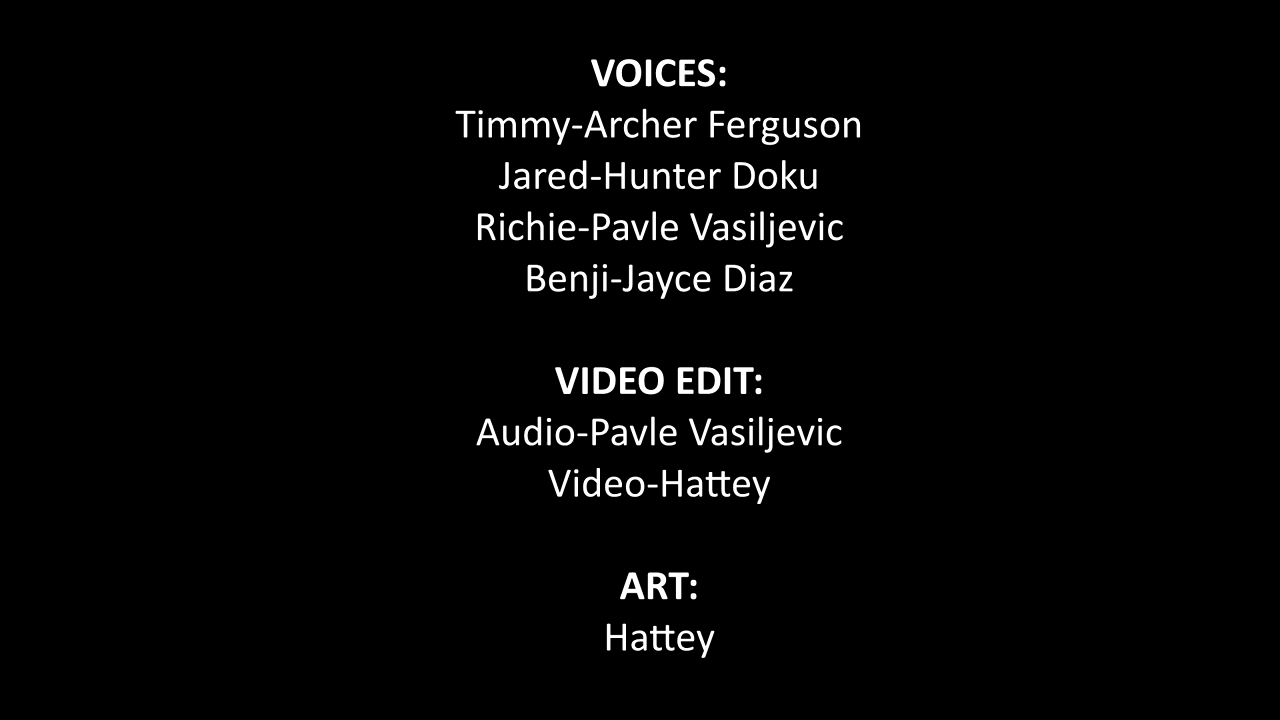 VOICES:
Timmy-Archer Ferguson
Jared-Hunter Doku
Richie-Pavle Vasiljevic
Benji-Jayce Diaz
VIDEO EDIT:
Audio-Pavle Vasiljevic
Video-Hattey
ART:
Hattey